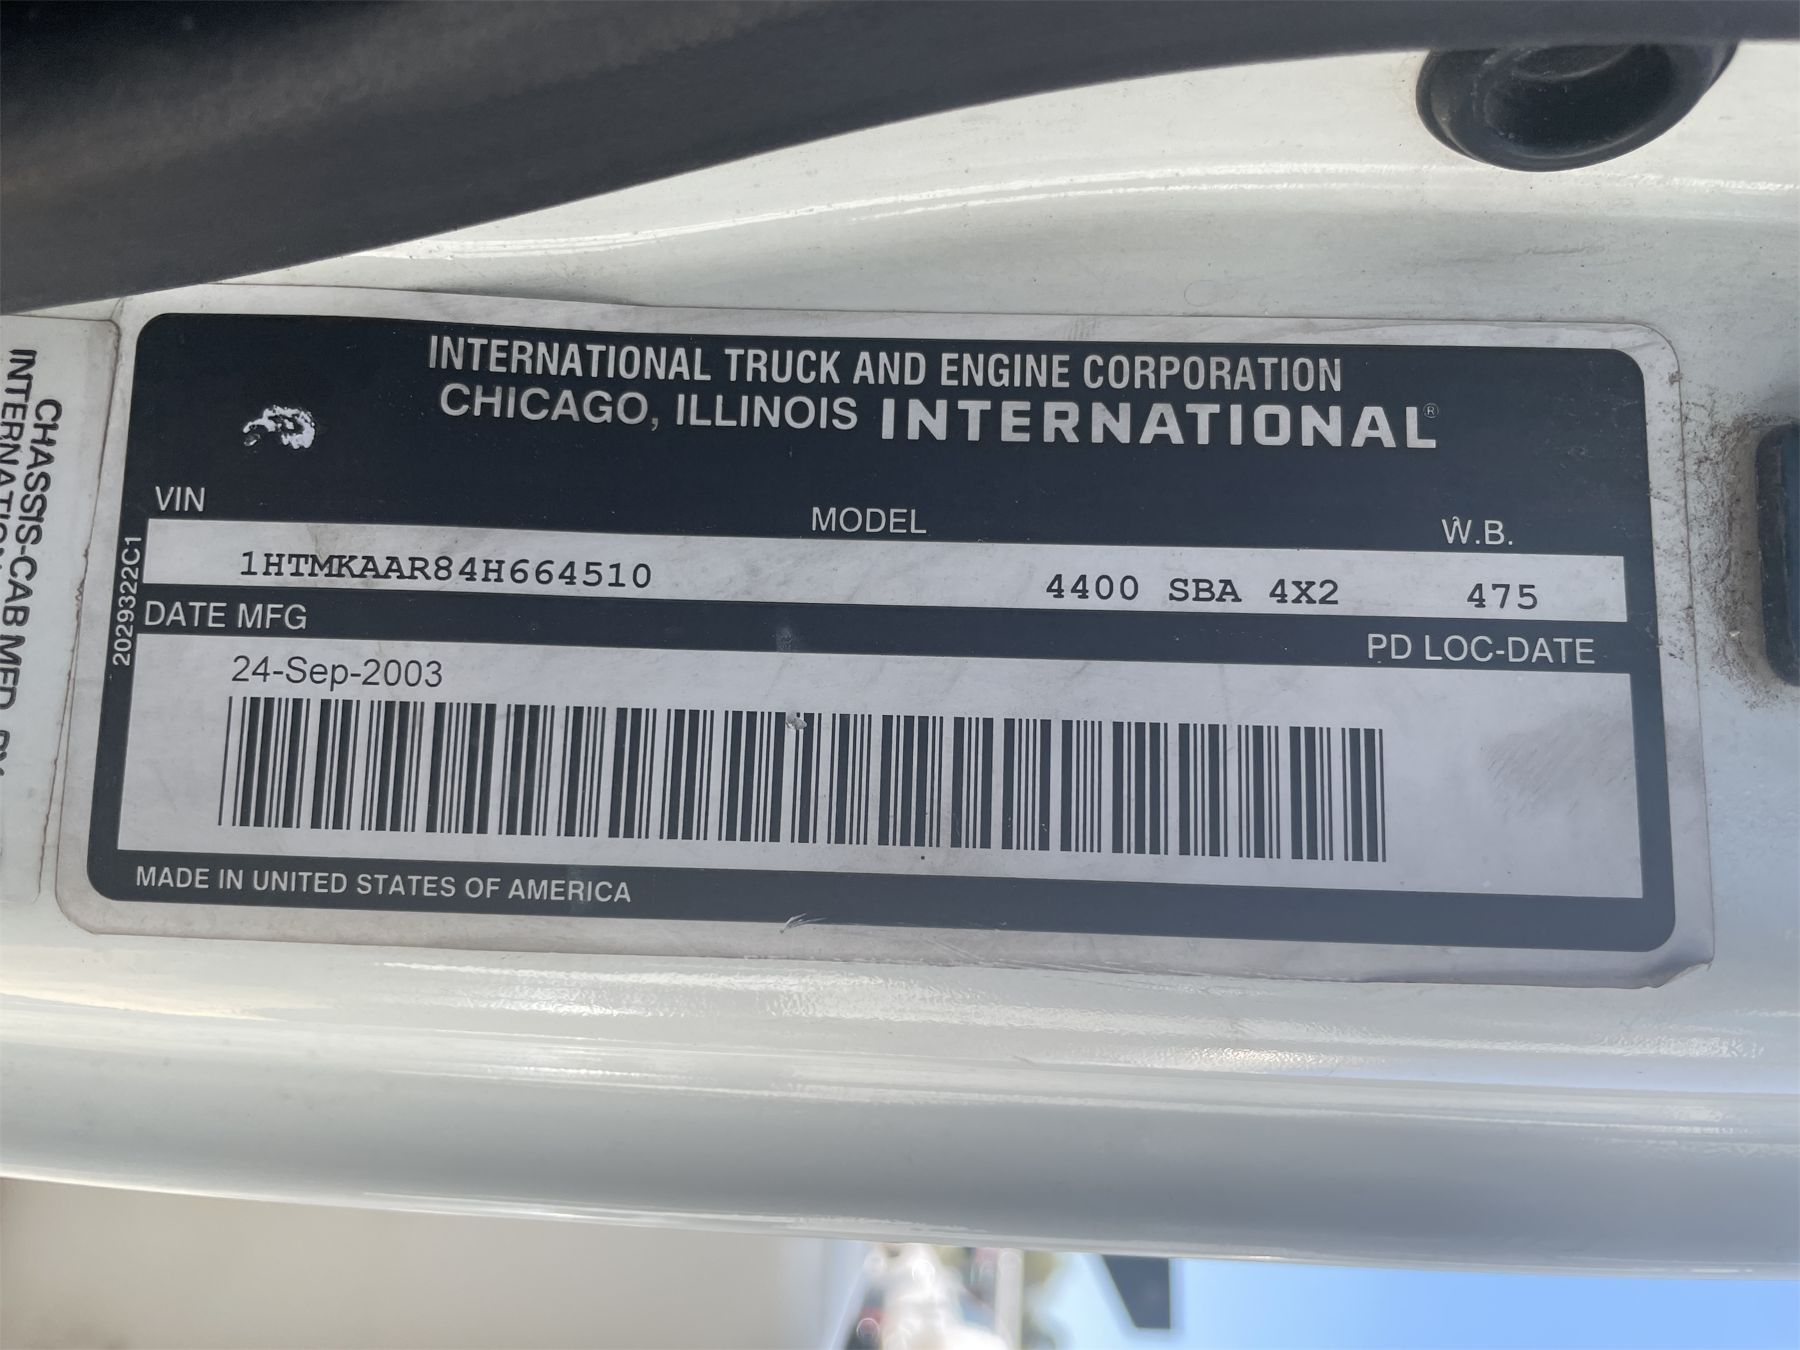 INTERNATIONAL TRUCK AND ENGINE CORPORATION
CHICAGO, ILLINOIS INTERNATIONAL®
VIN MODEL W.B.
1HTMKAAR84H664510 4400 SBA 4X2 475
DATE MFG PD LOC-DATE
24-Sep-2003
MADE IN UNITED STATES OF AMERICA
2029322C1
CHASSIS-CAB MFD